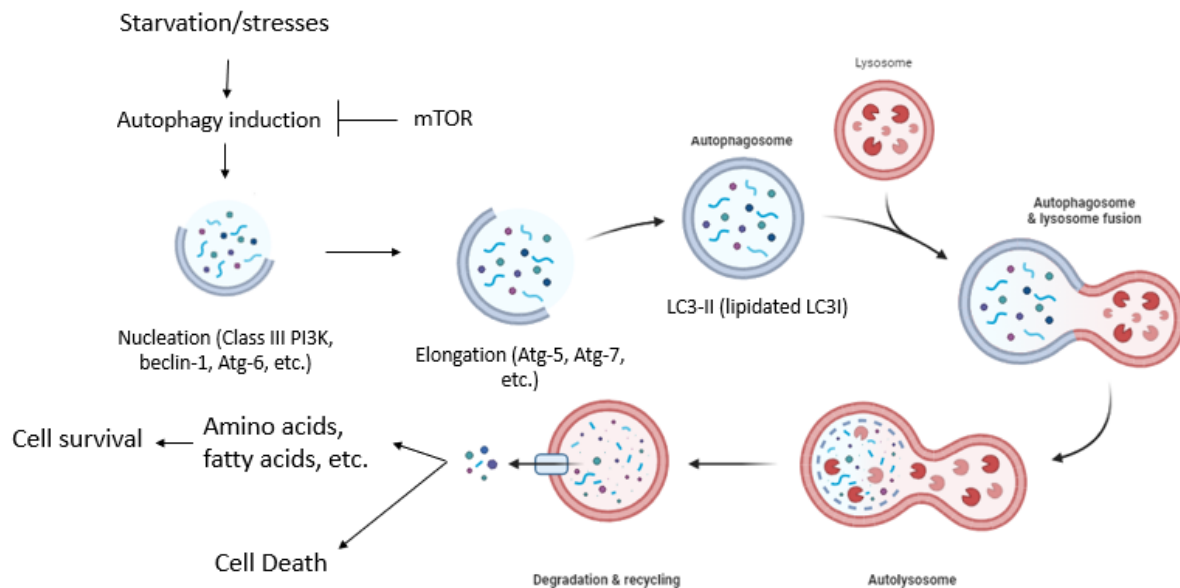 Starvation/stresses
Autophagy induction
mTOR
Lysosome
Autophagosome
Autophagosome
& lysosome fusion
LC3-II (lipidated LC3I)
Nucleation (Class III PI3K,
beclin-1, Atg-6, etc.)
Elongation (Atg-5, Atg-7,
etc.)
Cell survival
Amino acids,
fatty acids, etc.
Cell Death
Degradation & recycling
Autolysosome